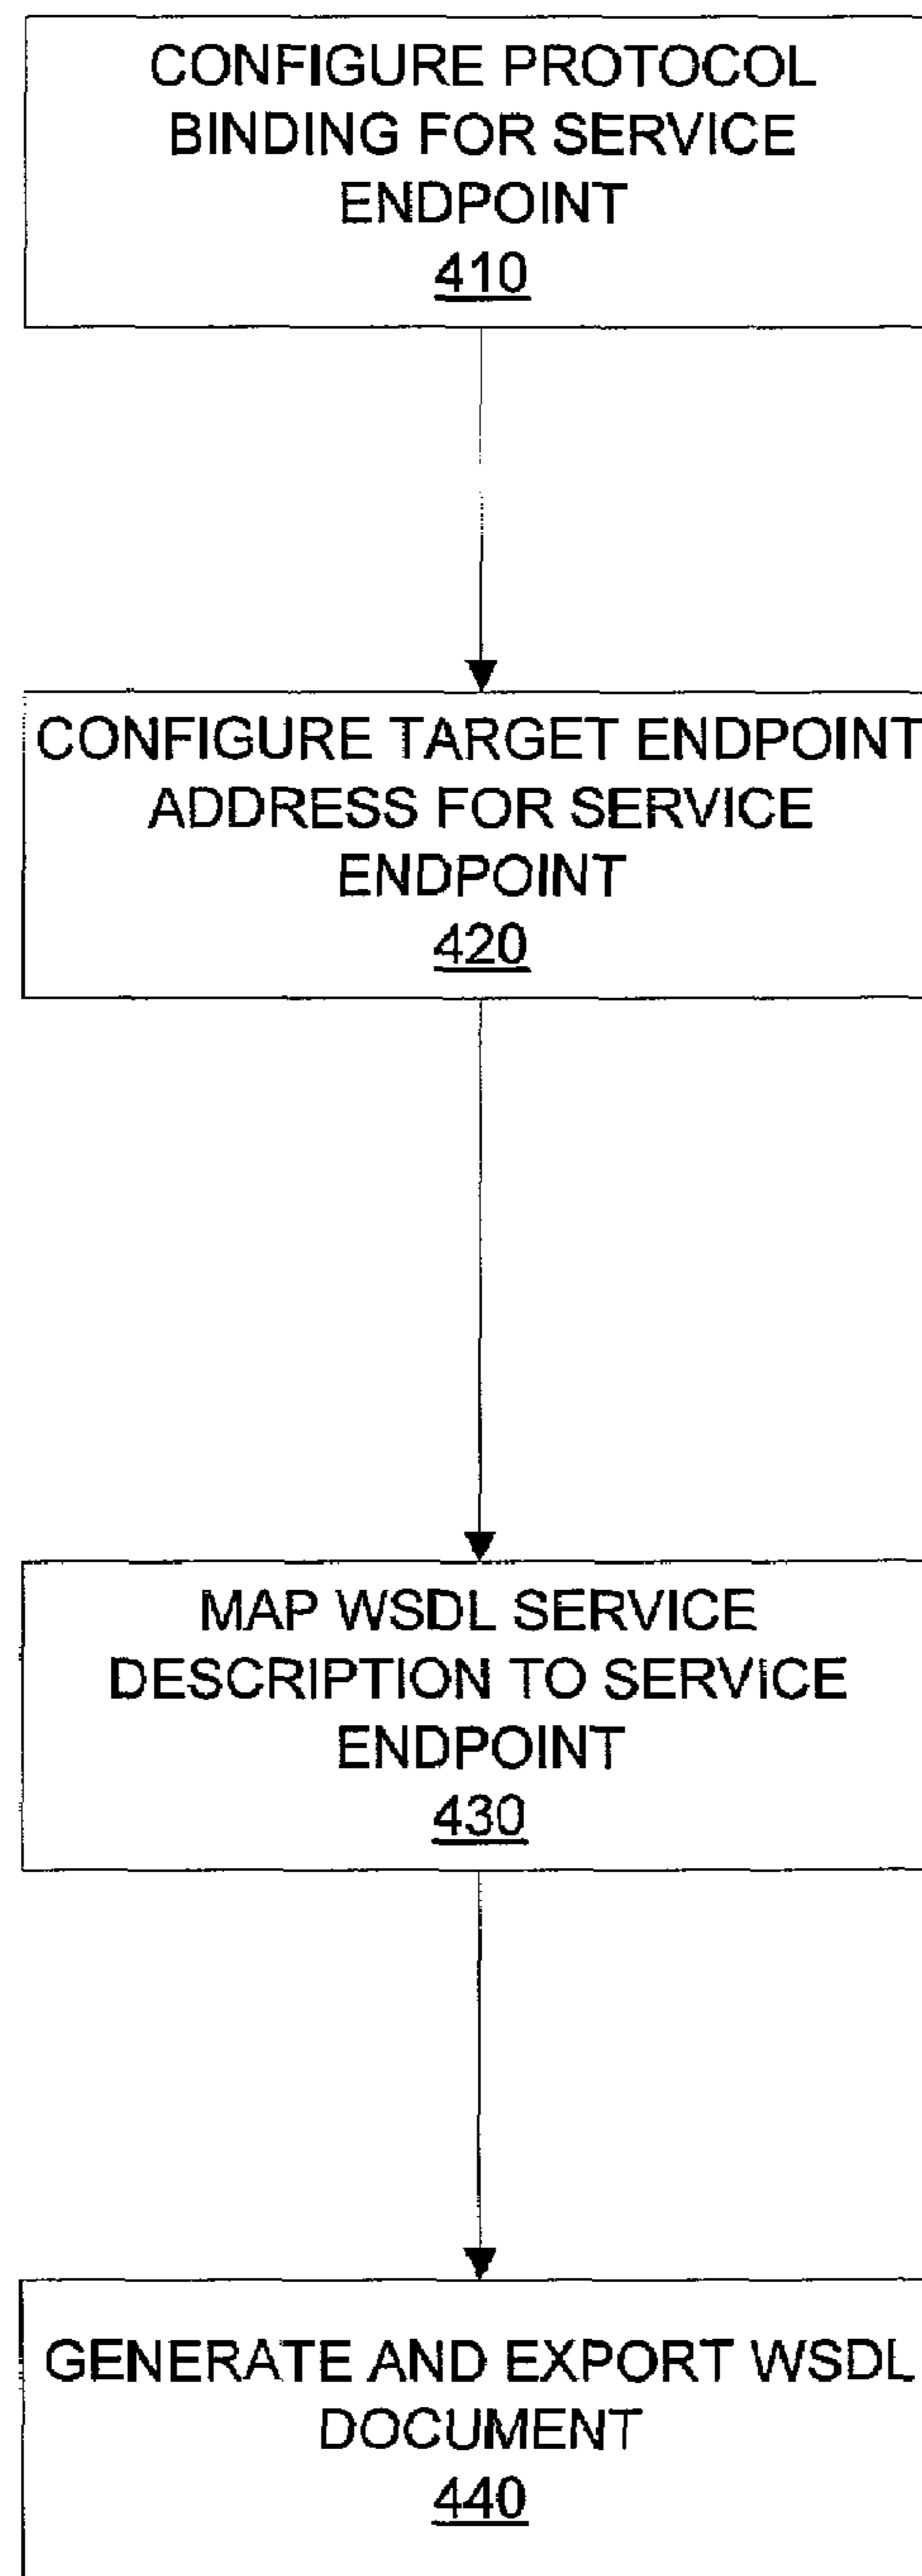 CONFIGURE PROTOCOL
BINDING FOR SERVICE
ENDPOINT
410
CONFIGURE TARGET ENDPOINT
ADDRESS FOR SERVICE
ENDPOINT
420
MAP WSDL SERVICE
DESCRIPTION TO SERVICE
ENDPOINT
430
GENERATE AND EXPORT WSDL
DOCUMENT
440